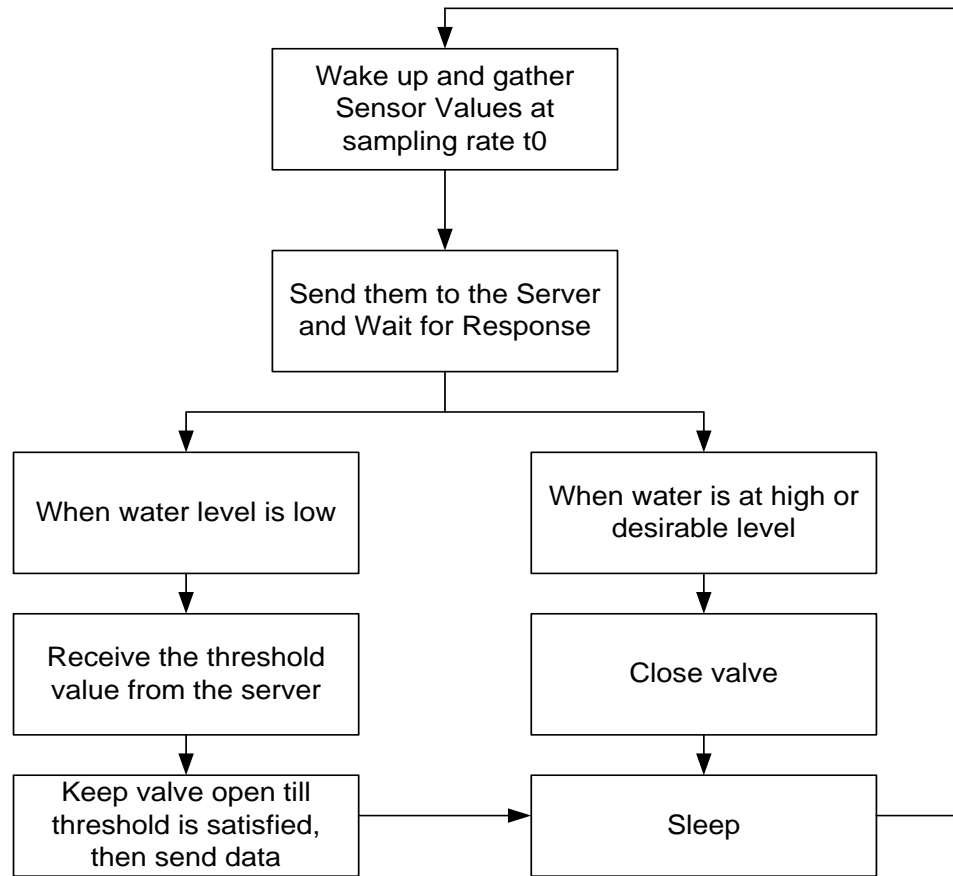 Wake up and gather
Sensor Values at
sampling rate t0
Send them to the Server
and Wait for Response
When water level is low
When water is at high or
desirable level
Receive the threshold
value from the server
Close valve
Keep valve open till
threshold is satisfied,
then send data
Sleep